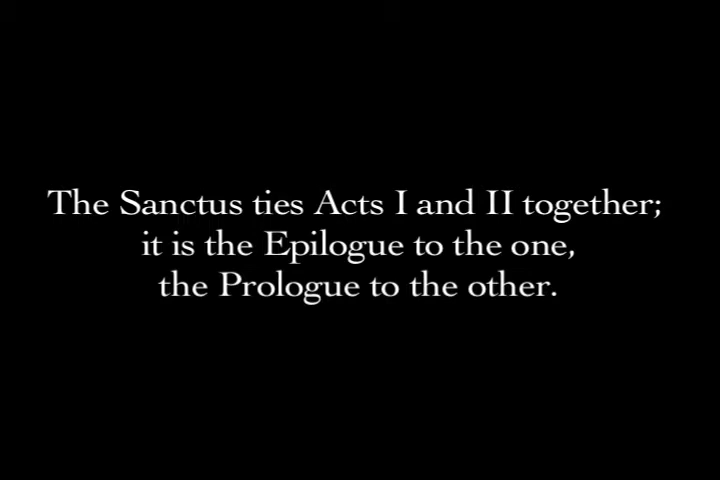 The Sanctus ties Acts I and II together;
it is the Epilogue to the one,
the Prologue to the other.